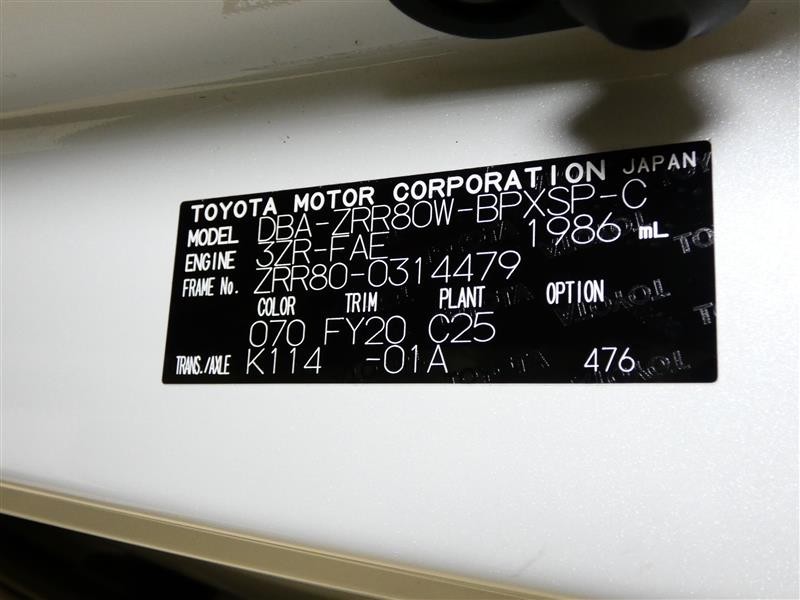 TOYOTA MOTOR CORPORATION JAPAN
MODEL DBA-ZRR80W-BPXSP-C
ENGINE 3ZR-FAE 1986 mL
FRAME No. ZRR80-0314479
COLOR TRIM PLANT OPTION
070 FY20 C25
TRANS./AXLE K114 -01A 476